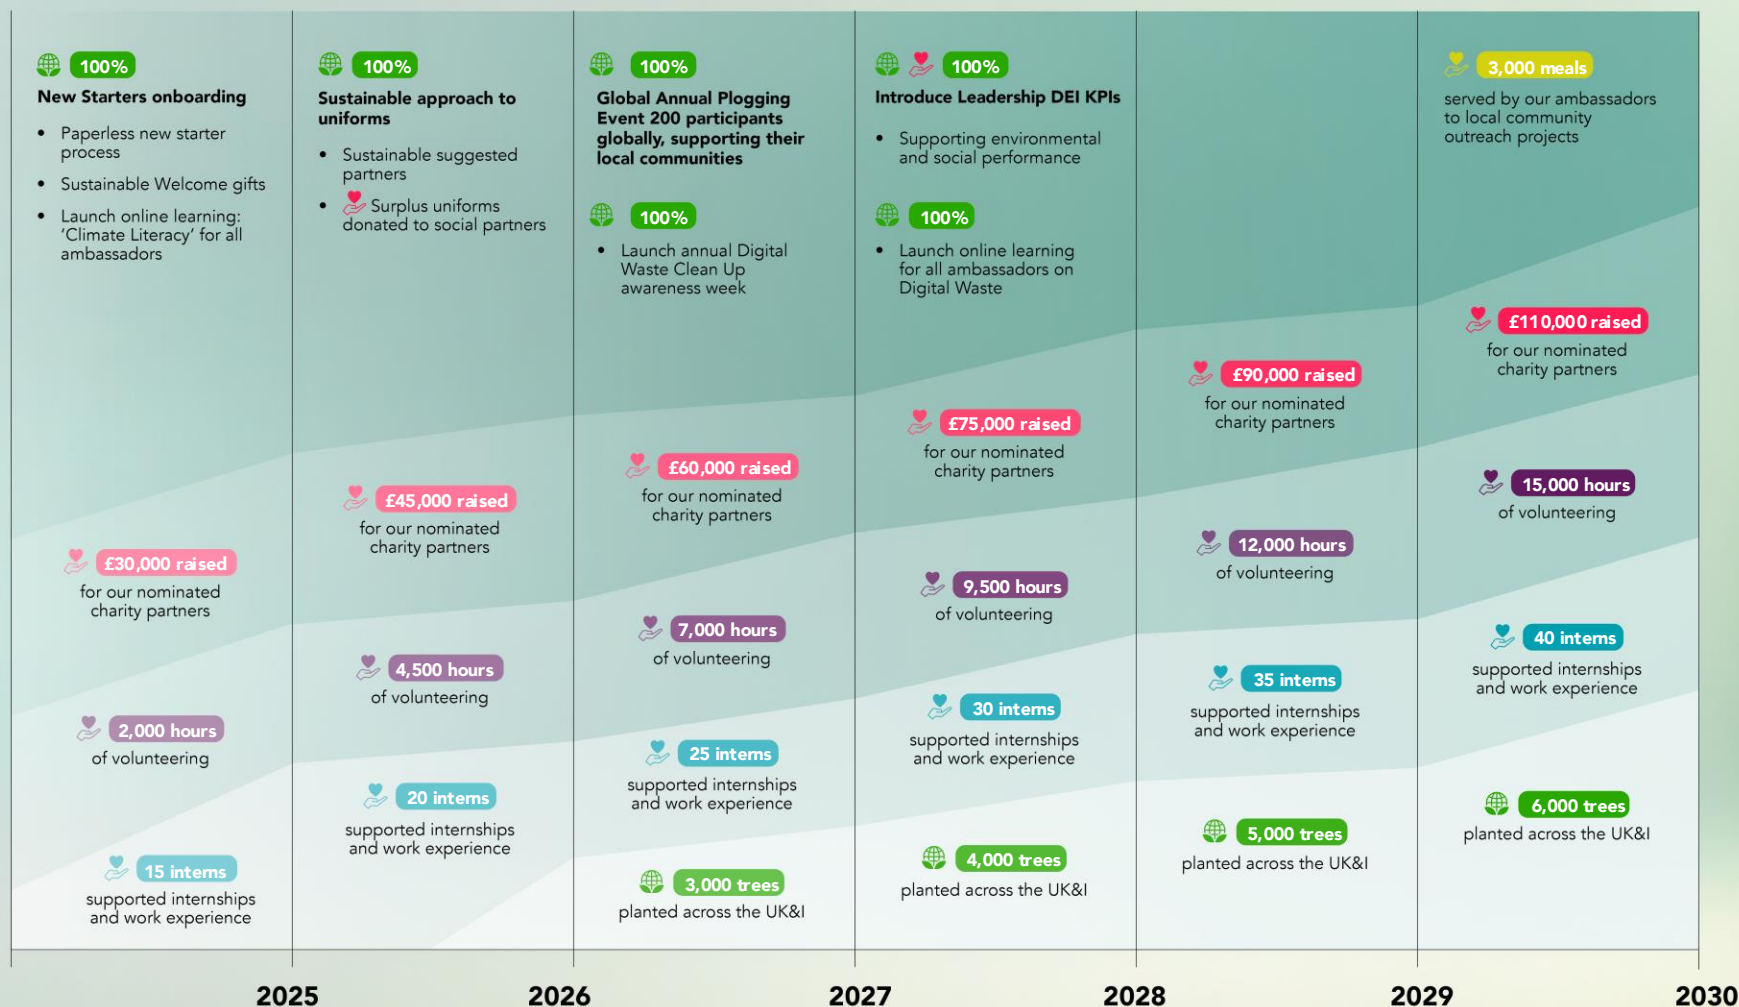 100%
New Starters onboarding
• Paperless new starter
process
• Sustainable Welcome gifts
• Launch online learning:
‘Climate Literacy’ for all
ambassadors
£30,000 raised
for our nominated
charity partners
2,000 hours
of volunteering
15 interns
supported internships
and work experience
100%
Sustainable approach to
uniforms
• Sustainable suggested
partners
• Surplus uniforms
donated to social partners
£45,000 raised
for our nominated
charity partners
4,500 hours
of volunteering
20 interns
supported internships
and work experience
100%
Global Annual Plogging
Event 200 participants
globally, supporting their
local communities
100%
• Launch annual Digital
Waste Clean Up
awareness week
£60,000 raised
for our nominated
charity partners
7,000 hours
of volunteering
25 interns
supported internships
and work experience
3,000 trees
planted across the UK&I
100%
Introduce Leadership DEI KPIs
• Supporting environmental
and social performance
100%
• Launch online learning
for all ambassadors on
Digital Waste
£75,000 raised
for our nominated
charity partners
9,500 hours
of volunteering
30 interns
supported internships
and work experience
4,000 trees
planted across the UK&I
£90,000 raised
for our nominated
charity partners
12,000 hours
of volunteering
35 interns
supported internships
and work experience
5,000 trees
planted across the UK&I
3,000 meals
served by our ambassadors
to local community
outreach projects
£110,000 raised
for our nominated
charity partners
15,000 hours
of volunteering
40 interns
supported internships
and work experience
6,000 trees
planted across the UK&I
2025
2026
2027
2028
2029
2030